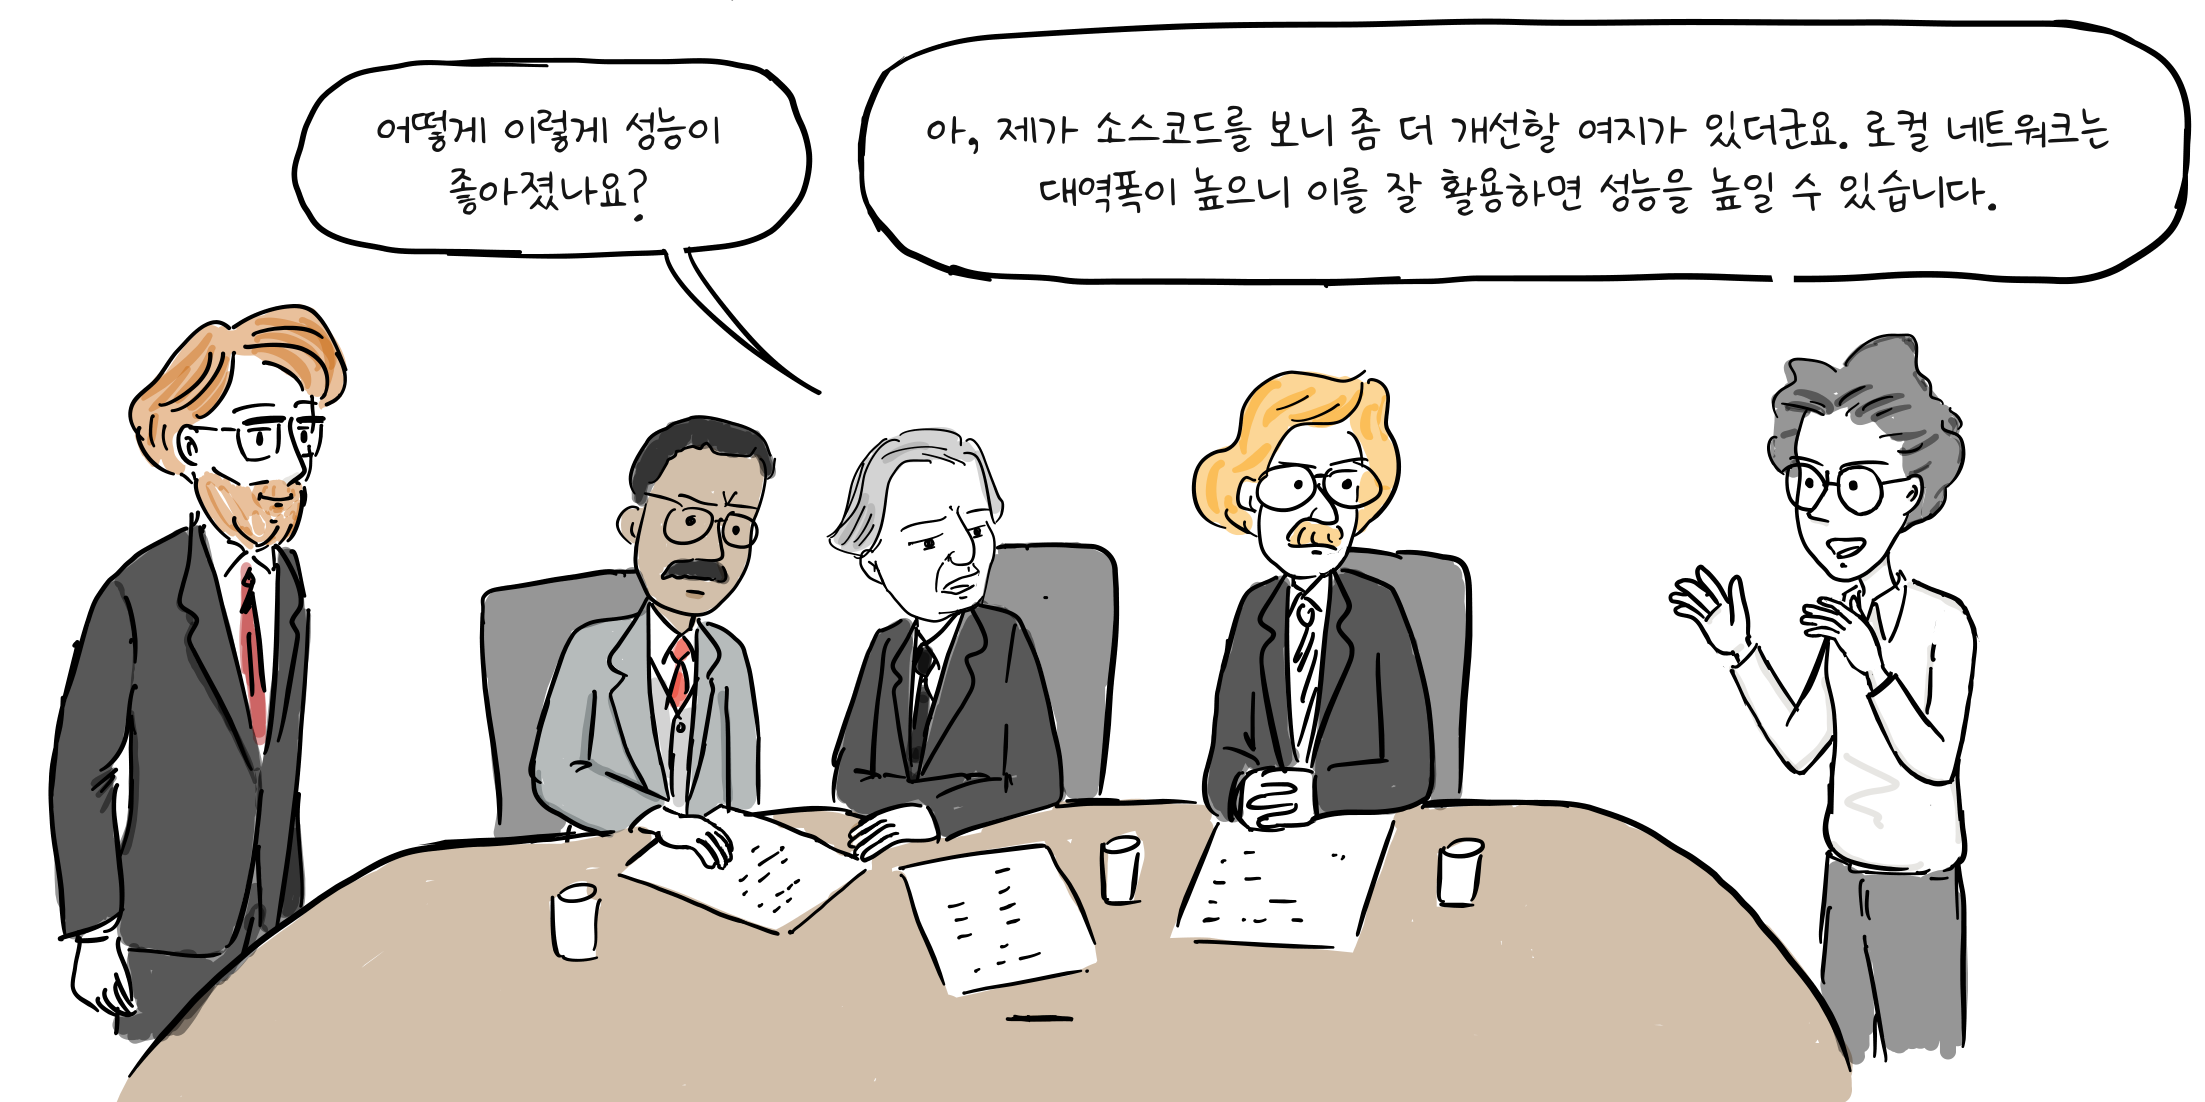 어떻게 이렇게 성능이
좋아졌나요?
아, 제가 소스코드를 보니 좀 더 개선할 여지가 있더군요. 로컬 네트워크는
대역폭이 높으니 이를 잘 활용하면 성능을 높일 수 있습니다.